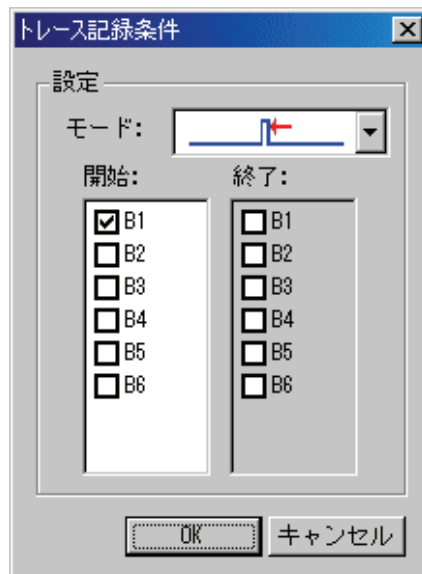 トレース記録条件
設定
モード:
開始: 終了:
B1 B1
B2 B2
B3 B3
B4 B4
B5 B5
B6 B6
OK キャンセル